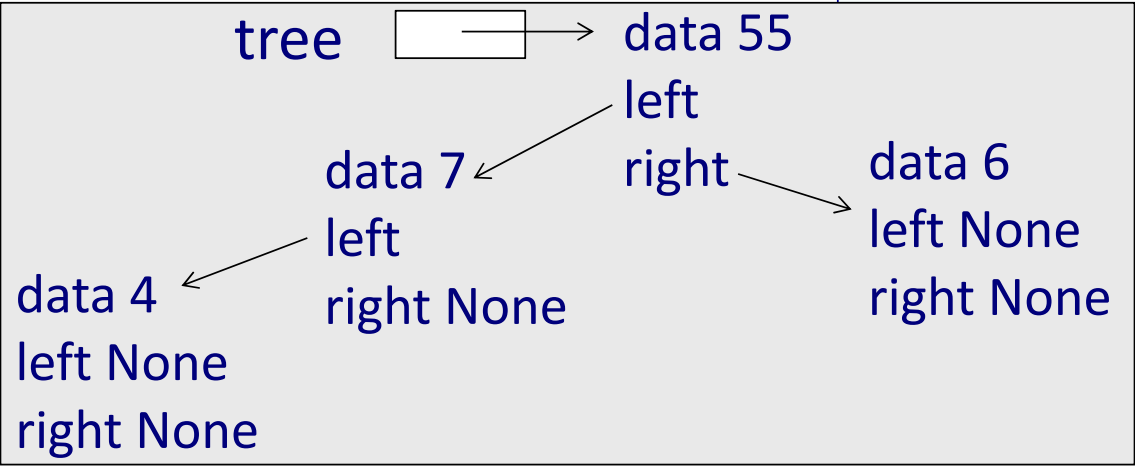 tree
data 55
left
right
data 7
left
right None
data 6
left None
right None
data 4
left None
right None